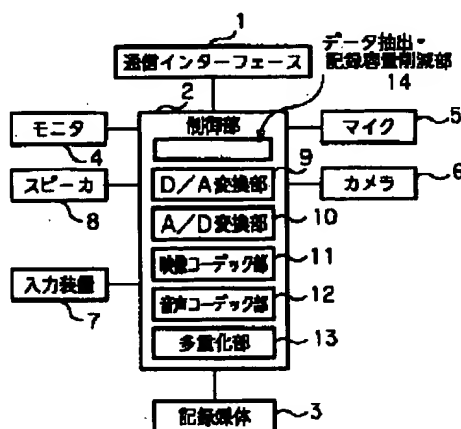 1
通信インターフェース
データ抽出・
記録容量削減部
14
2
制御部
モニタ
4
マイク
5
スピーカ
8
カメラ
6
D/A変換部
9
A/D変換部
10
映像コーデック部
11
入力装置
7
音声コーデック部
12
多重化部
13
記録媒体
3